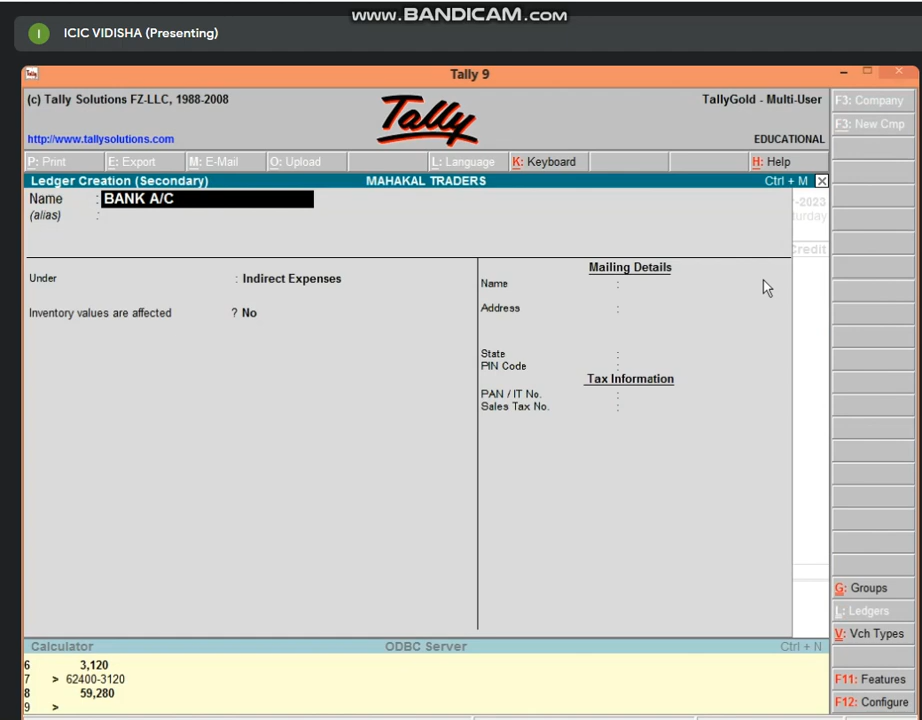 www.BANDICAM.com
I ICIC VIDISHA (Presenting)
Tally Tally 9
(c) Tally Solutions FZ-LLC, 1988-2008 Tally TallyGold - Multi-User
http://www.tallysolutions.com EDUCATIONAL
F3: Company
F3: New Cmp
P: Print E: Export M: E-Mail O: Upload L: Language K: Keyboard H: Help
Ledger Creation (Secondary) MAHAKAL TRADERS Ctrl + M
Name : BANK A/C
(alias) :
-2023
turday
Credit
Under : Indirect Expenses
Inventory values are affected ? No
Mailing Details
Name :
Address :
State :
PIN Code :
Tax Information
PAN / IT No. :
Sales Tax No. :
G: Groups
L: Ledgers
V: Vch Types
F11: Features
F12: Configure
Calculator ODBC Server Ctrl + N
6 3,120
7 > 62400-3120
8 59,280
9 >